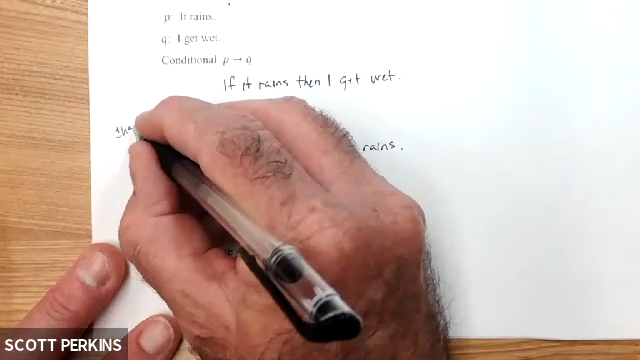 p: It rains.
q: I get wet.
Conditional p → q
If it rains then I get wet.
rains.
SCOTT PERKINS